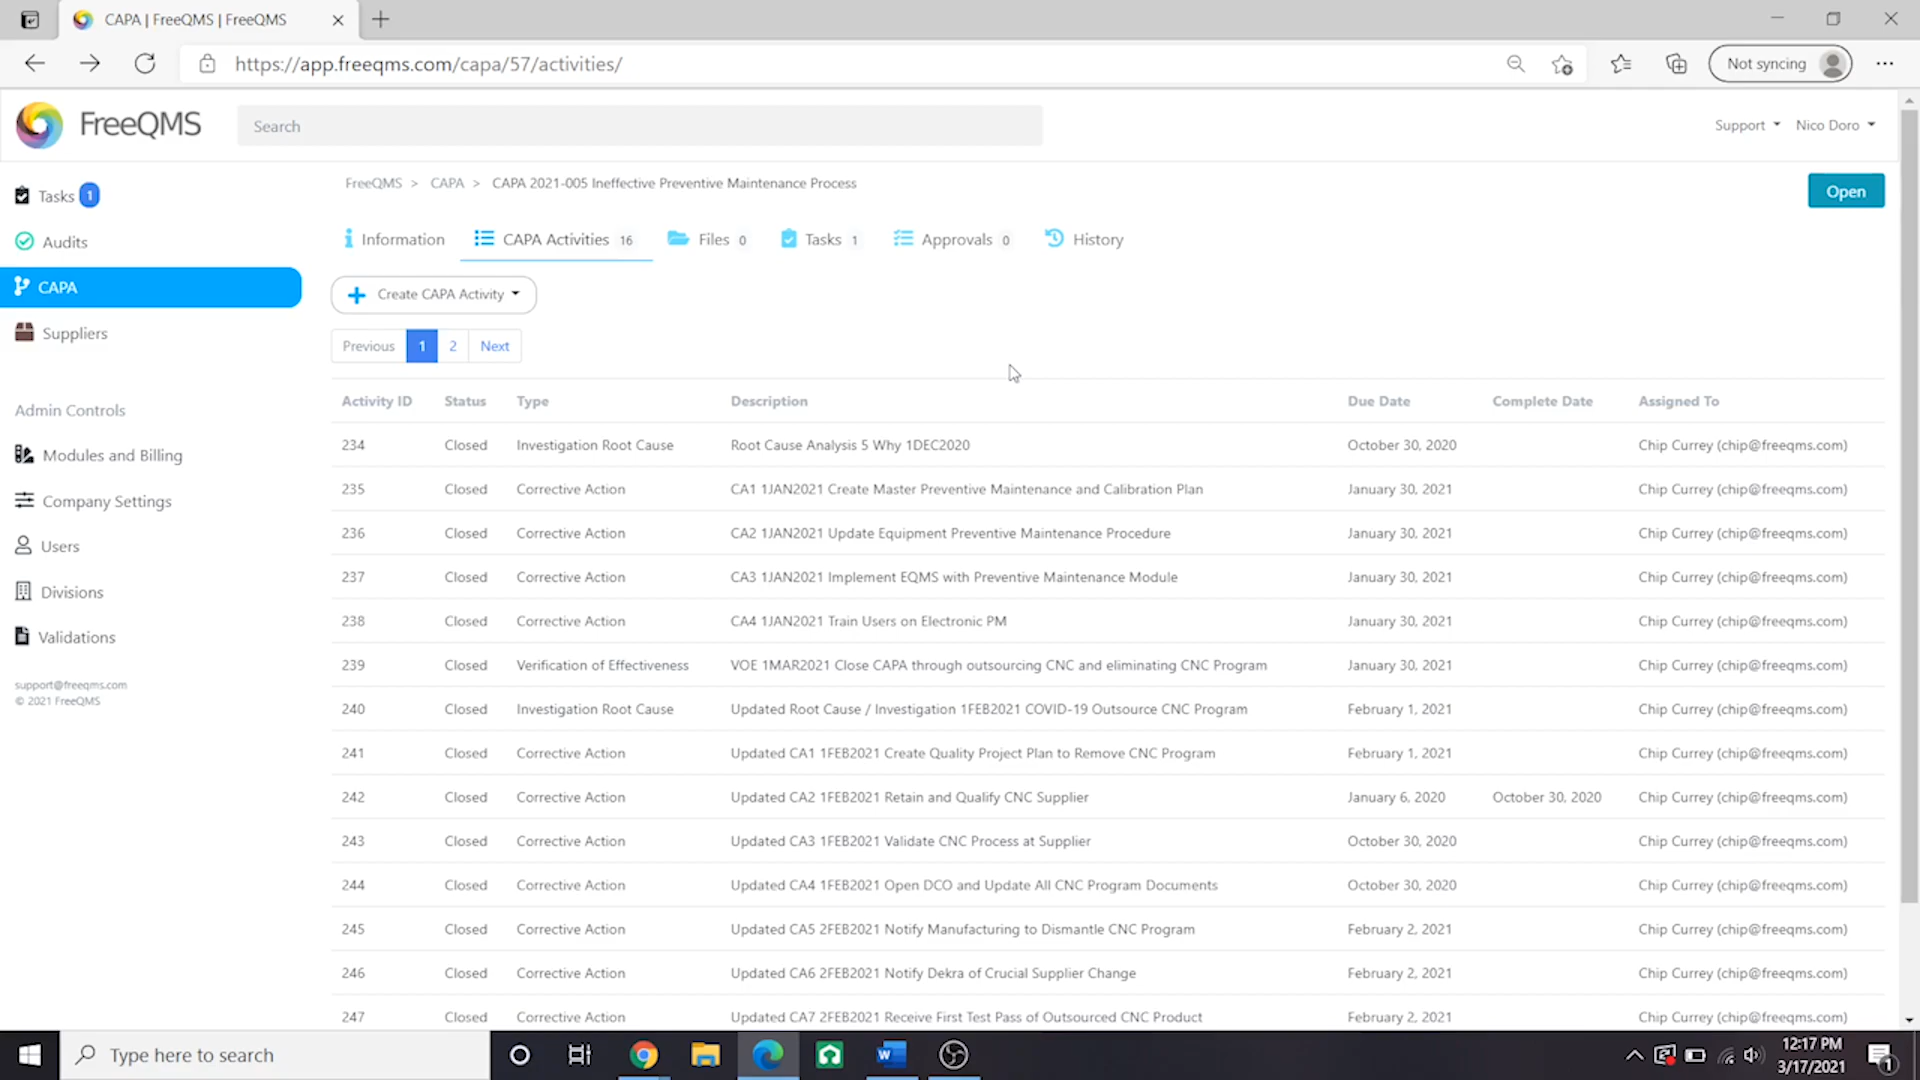 CAPA | FreeQMS | FreeQMS
https://app.freeqms.com/capa/57/activities/
Not syncing
FreeQMS
Search
Support
Nico Doro
Tasks 1
Audits
CAPA
Suppliers
Admin Controls
Modules and Billing
Company Settings
Users
Divisions
Validations
support@freeqms.com
© 2021 FreeQMS
FreeQMS > CAPA > CAPA 2021-005 Ineffective Preventive Maintenance Process
Open
Information CAPA Activities 16 Files 0 Tasks 1 Approvals 0 History
Create CAPA Activity
Previous 1 2 Next
Activity ID Status Type Description Due Date Complete Date Assigned To
234 Closed Investigation Root Cause Root Cause Analysis 5 Why 1DEC2020 October 30, 2020 Chip Currey (chip@freeqms.com)
235 Closed Corrective Action CA1 1JAN2021 Create Master Preventive Maintenance and Calibration Plan January 30, 2021 Chip Currey (chip@freeqms.com)
236 Closed Corrective Action CA2 1JAN2021 Update Equipment Preventive Maintenance Procedure January 30, 2021 Chip Currey (chip@freeqms.com)
237 Closed Corrective Action CA3 1JAN2021 Implement EQMS with Preventive Maintenance Module January 30, 2021 Chip Currey (chip@freeqms.com)
238 Closed Corrective Action CA4 1JAN2021 Train Users on Electronic PM January 30, 2021 Chip Currey (chip@freeqms.com)
239 Closed Verification of Effectiveness VOE 1MAR2021 Close CAPA through outsourcing CNC and eliminating CNC Program January 30, 2021 Chip Currey (chip@freeqms.com)
240 Closed Investigation Root Cause Updated Root Cause / Investigation 1FEB2021 COVID-19 Outsource CNC Program February 1, 2021 Chip Currey (chip@freeqms.com)
241 Closed Corrective Action Updated CA1 1FEB2021 Create Quality Project Plan to Remove CNC Program February 1, 2021 Chip Currey (chip@freeqms.com)
242 Closed Corrective Action Updated CA2 1FEB2021 Retain and Qualify CNC Supplier January 6, 2020 October 30, 2020 Chip Currey (chip@freeqms.com)
243 Closed Corrective Action Updated CA3 1FEB2021 Validate CNC Process at Supplier October 30, 2020 Chip Currey (chip@freeqms.com)
244 Closed Corrective Action Updated CA4 1FEB2021 Open DCO and Update All CNC Program Documents October 30, 2020 Chip Currey (chip@freeqms.com)
245 Closed Corrective Action Updated CA5 2FEB2021 Notify Manufacturing to Dismantle CNC Program February 2, 2021 Chip Currey (chip@freeqms.com)
246 Closed Corrective Action Updated CA6 2FEB2021 Notify Dekra of Crucial Supplier Change February 2, 2021 Chip Currey (chip@freeqms.com)
247 Closed Corrective Action Updated CA7 2FEB2021 Receive First Test Pass of Outsourced CNC Product February 2, 2021 Chip Currey (chip@freeqms.com)
Type here to search
12:17 PM
3/17/2021
1